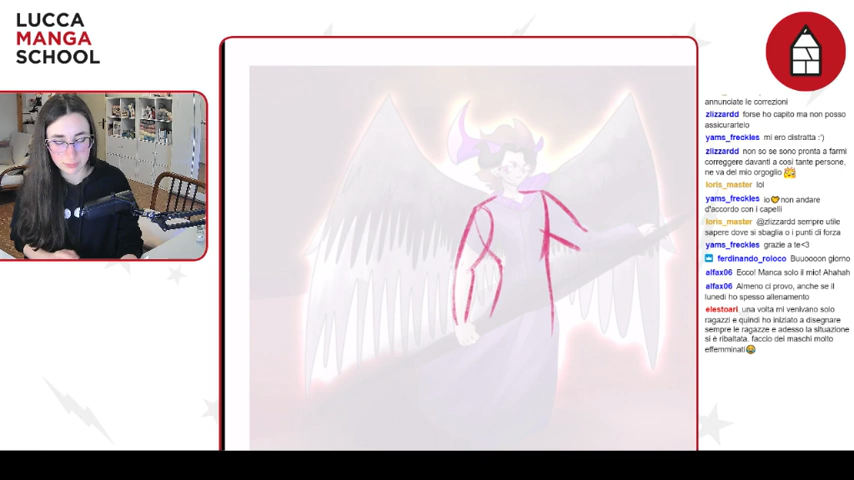 LUCCA
MANGA
SCHOOL
annunciate le correzioni
zlizzardd forse ho capito ma non posso
assicurartelo
yams_freckles mi ero distratta :')
zlizzardd non so se sono pronta a farmi
correggere davanti a così tante persone,
ne va del mio orgoglio
loris_master lol
yams_freckles io🧡non andare
d'accordo con i capelli
loris_master @zlizzardd sempre utile
sapere dove si sbaglia o i punti di forza
yams_freckles grazie a te<3
ferdinando_roloco Buuoooon giorno
alfax06 Ecco! Manca solo il mio! Ahahah
alfax06 Almeno ci provo, anche se Il
lunedì ho spesso allenamento
elestoari una volta mi venivano solo
ragazzi e quindi ho iniziato a disegnare
sempre le ragazze e adesso la situazione
si è ribaltata. faccio dei maschi molto
effemminati😂